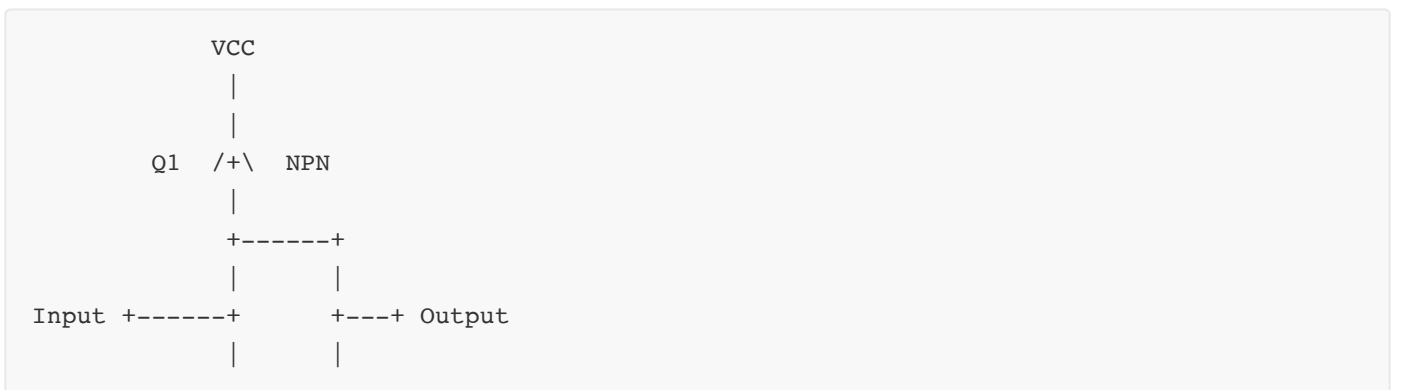 VCC
|
|
Q1 /+\ NPN
|
+------+
| |
Input +------+ +---+ Output
| |